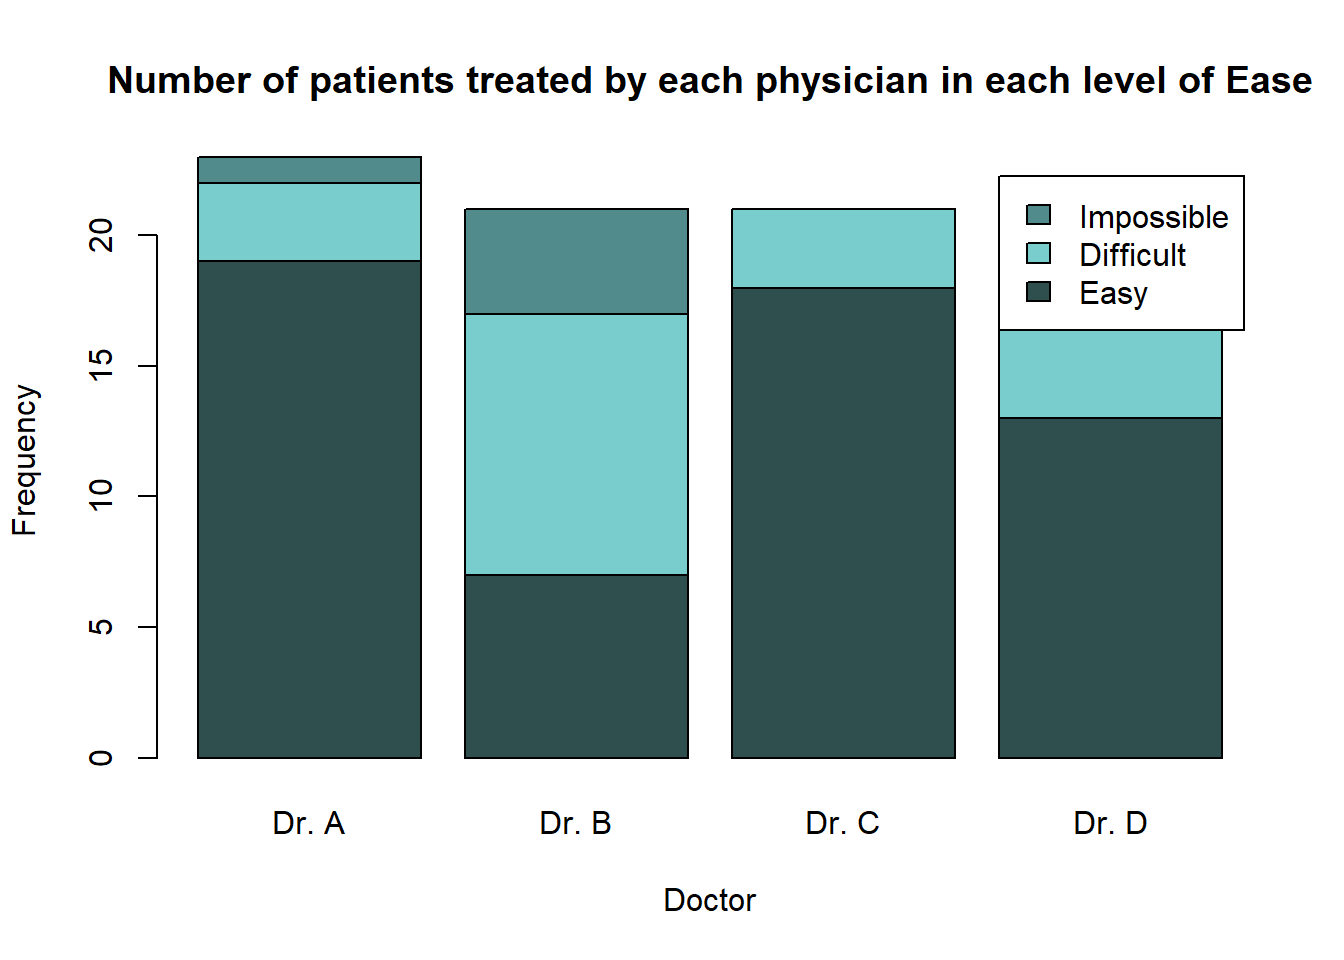 Number of patients treated by each physician in each level of Ease
Impossible
Difficult
Easy
20
15
10
5
0
Frequency
Dr. A
Dr. B
Dr. C
Dr. D
Doctor